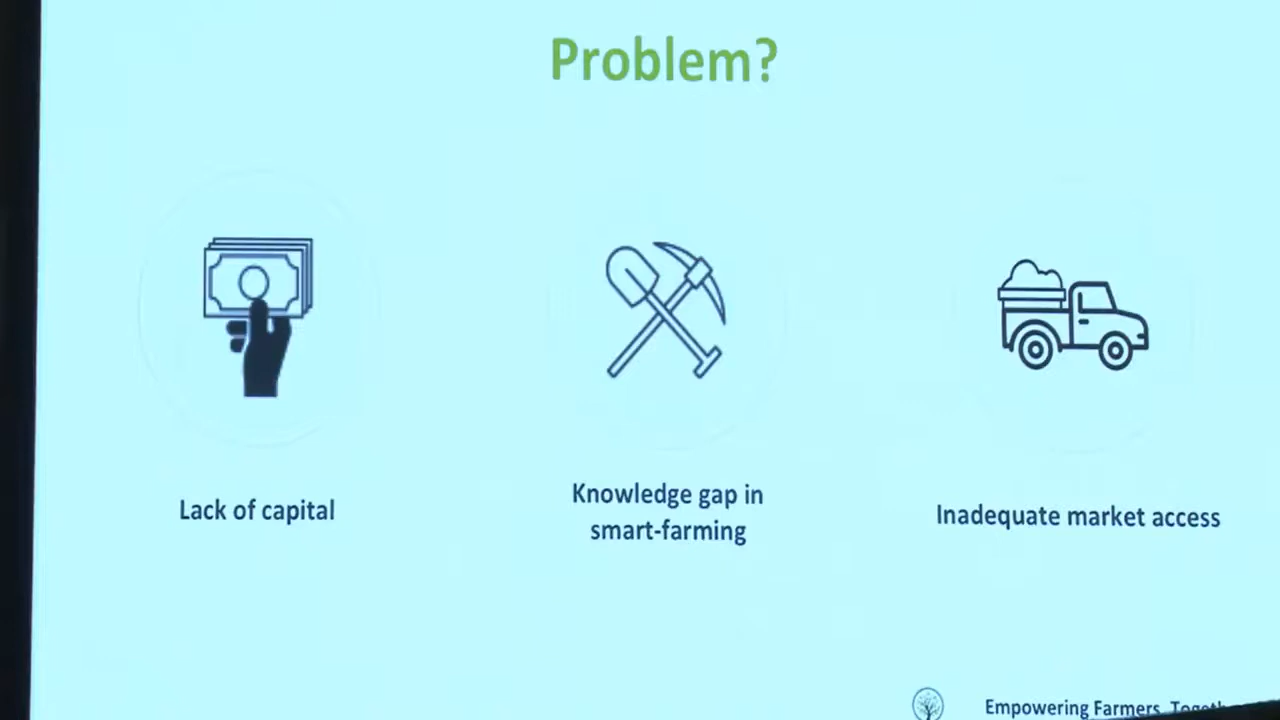 Problem?
Lack of capital
Knowledge gap in
smart-farming
Inadequate market access
Empowering Farmers.